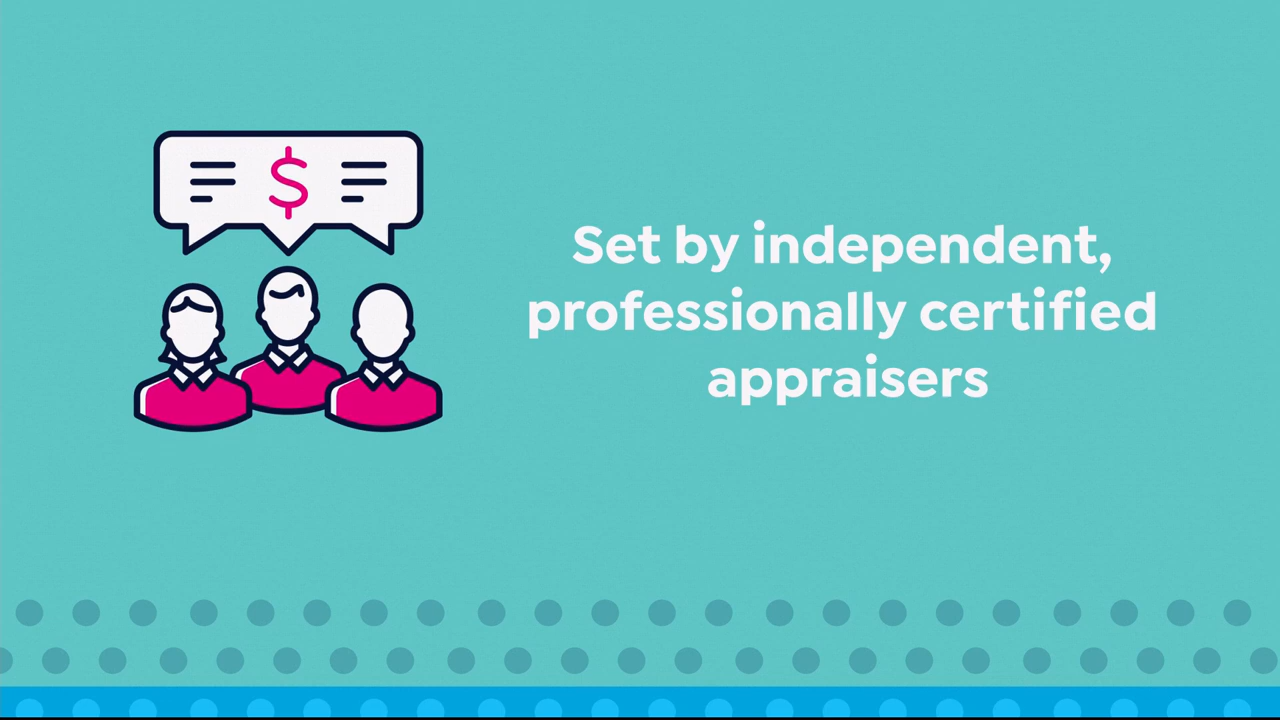 $
Set by independent,
professionally certified
appraisers